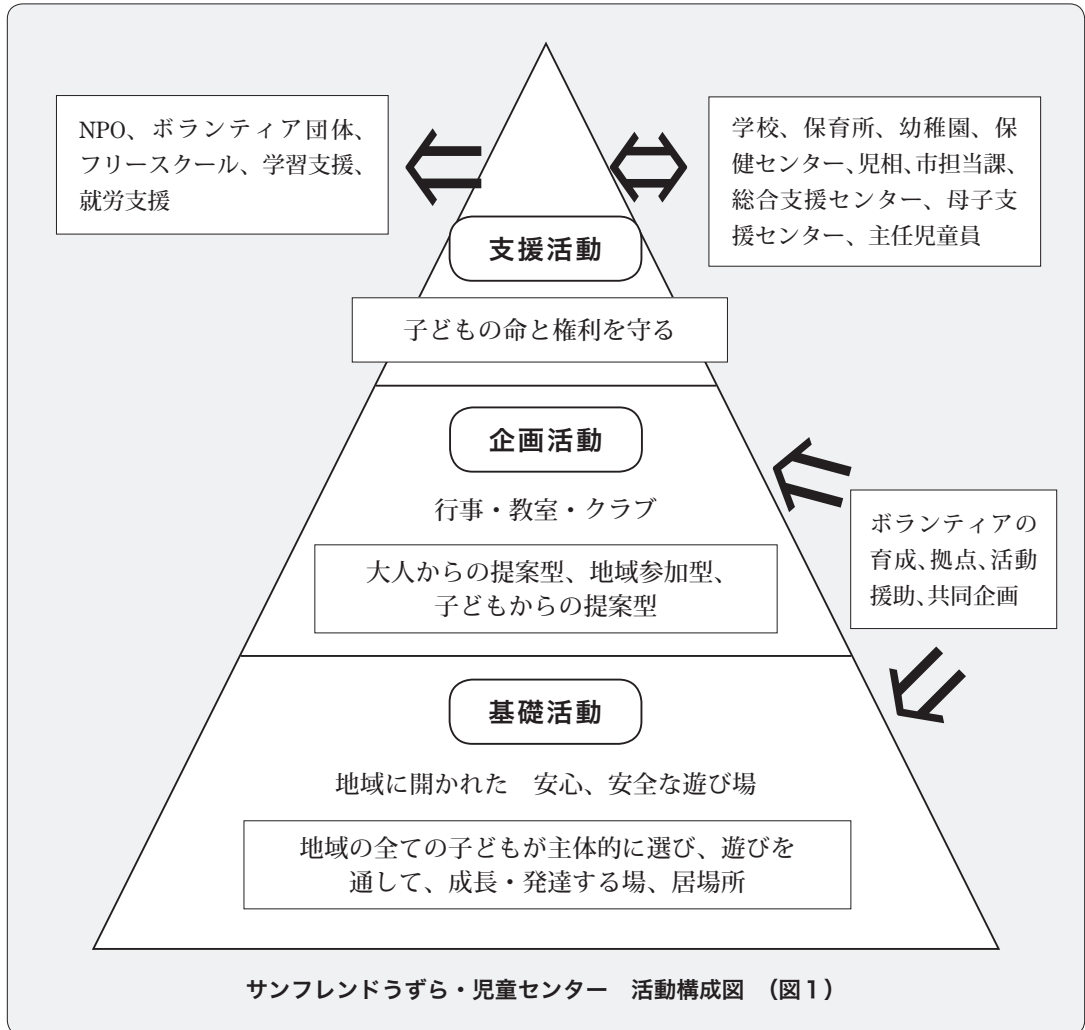 NPO、ボランティア団体、
フリースクール、学習支援、
就労支援
学校、保育所、幼稚園、保
健センター、児相、市担当課、
総合支援センター、母子支
援センター、主任児童員
支援活動
子どもの命と権利を守る
企画活動
行事・教室・クラブ
大人からの提案型、地域参加型、
子どもからの提案型
ボランティアの
育成、拠点、活動
援助、共同企画
基礎活動
地域に開かれた　安心、安全な遊び場
地域の全ての子どもが主体的に選び、遊びを
通して、成長・発達する場、居場所
サンフレンドうずら・児童センター　活動構成図　（図１）